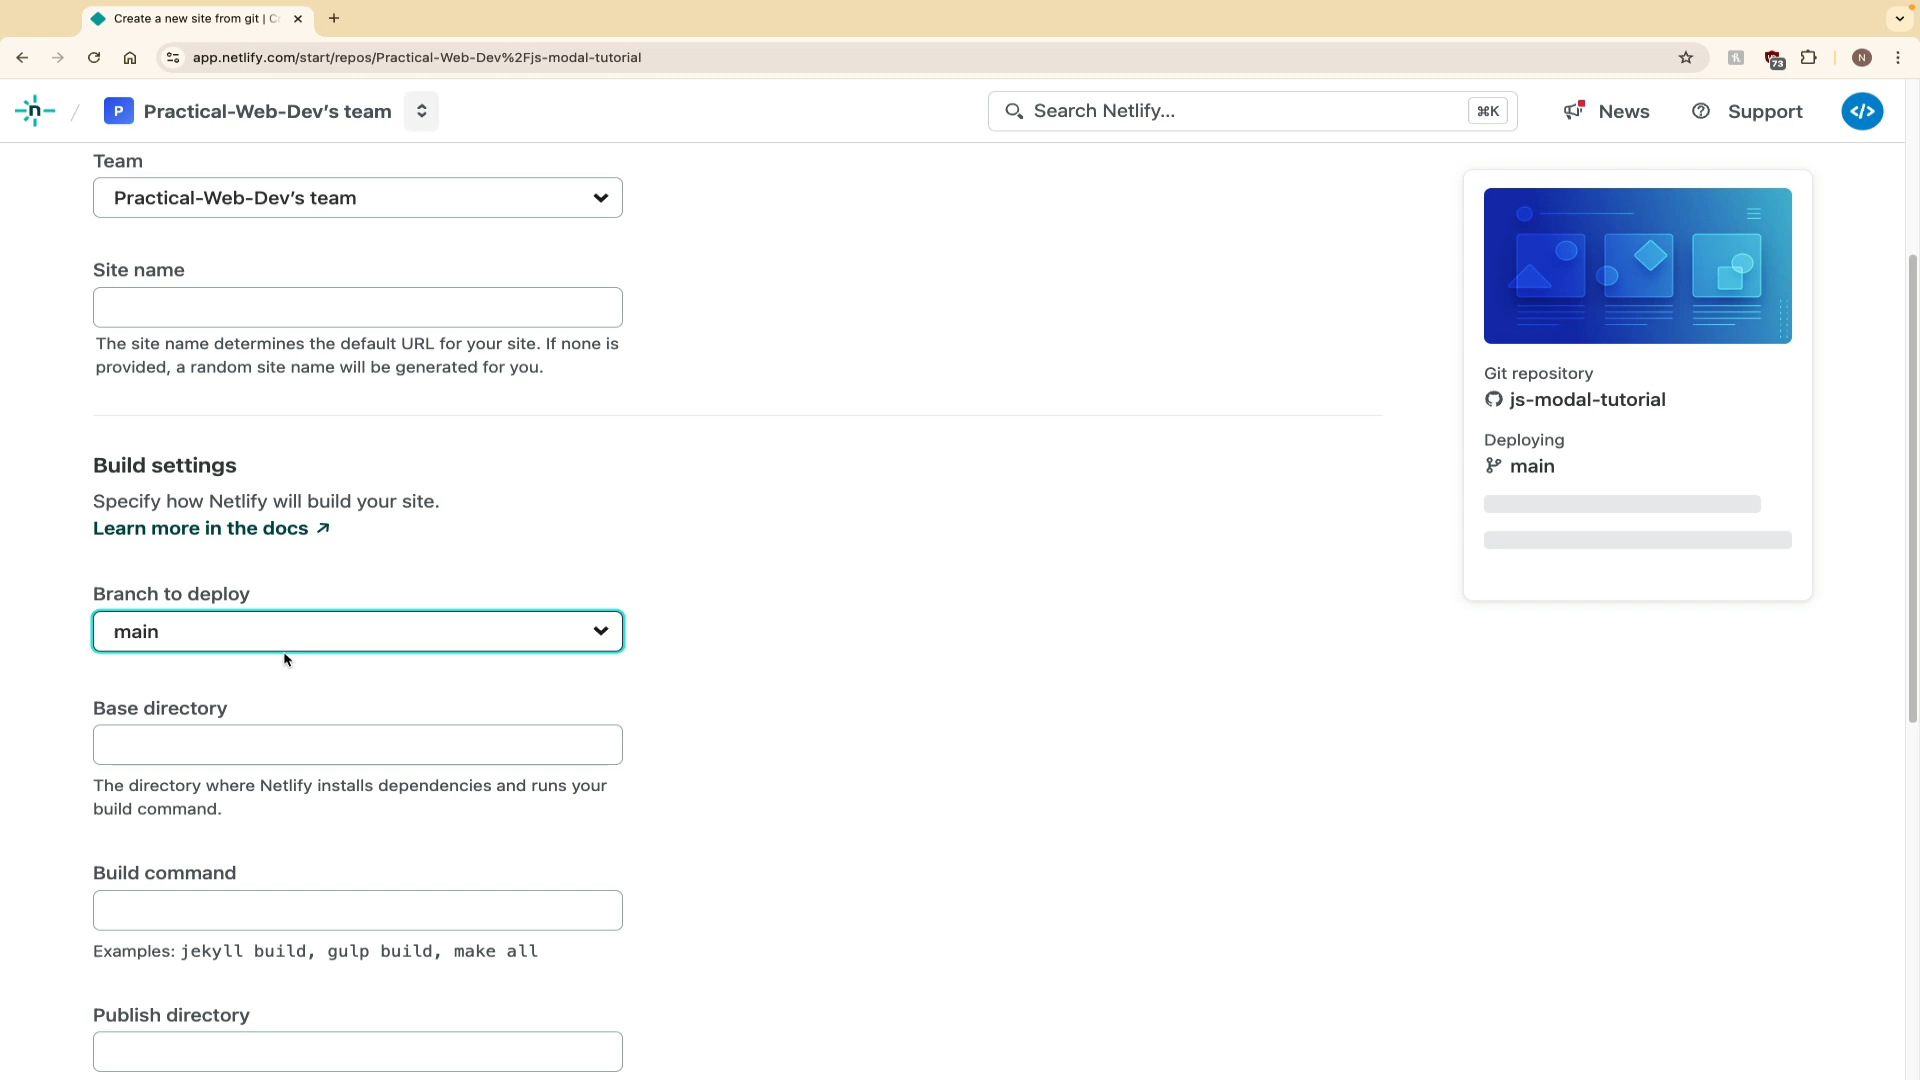 Create a new site from git | C
app.netlify.com/start/repos/Practical-Web-Dev%2Fjs-modal-tutorial
73
N
n
/
P
Practical-Web-Dev’s team
Search Netlify...
⌘K
News
Support
</>
Team
Practical-Web-Dev’s team
Site name
The site name determines the default URL for your site. If none is
provided, a random site name will be generated for you.
Build settings
Specify how Netlify will build your site.
Learn more in the docs ↗
Branch to deploy
main
Base directory
The directory where Netlify installs dependencies and runs your
build command.
Build command
Examples: jekyll build, gulp build, make all
Publish directory
Git repository
js-modal-tutorial
Deploying
main